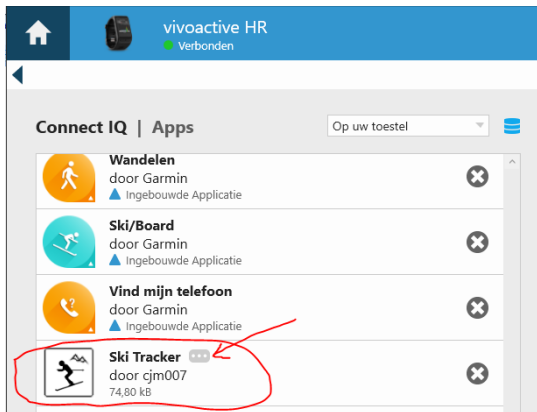 vivoactive HR
Verbonden
Connect IQ | Apps
Op uw toestel
Wandelen
door Garmin
Ingebouwde Applicatie
Ski/Board
door Garmin
Ingebouwde Applicatie
Vind mijn telefoon
door Garmin
Ingebouwde Applicatie
Ski Tracker
door cjm007
74,80 kB